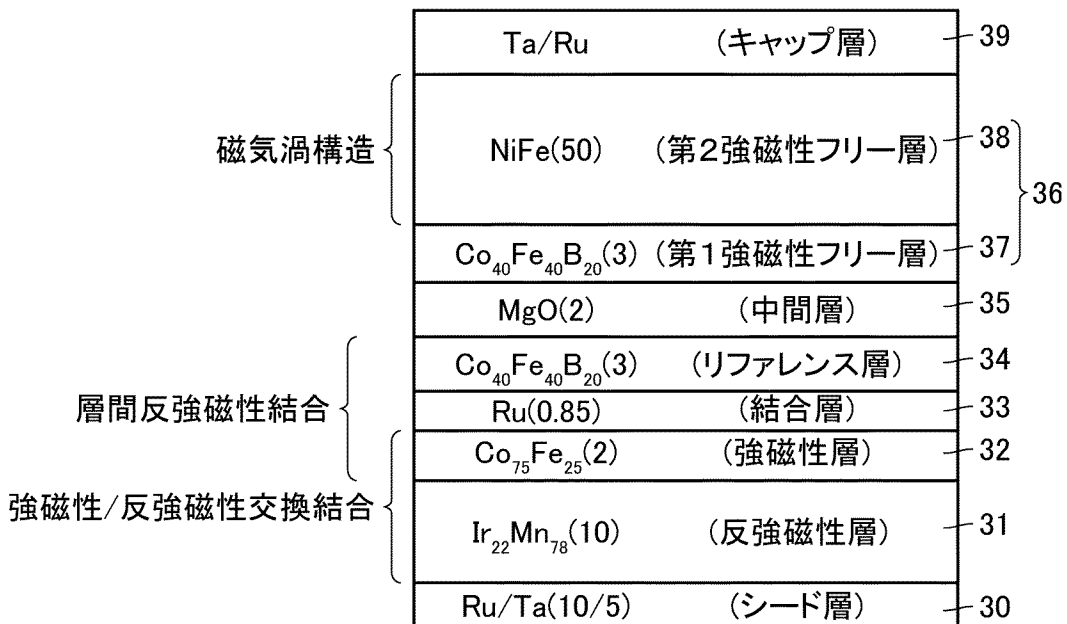 Ta/Ru (キャップ層) 39
磁気渦構造 NiFe(50) (第2強磁性フリー層) 38
36
Co₄₀Fe₄₀B₂₀(3) (第1強磁性フリー層) 37
MgO(2) (中間層) 35
Co₄₀Fe₄₀B₂₀(3) (リファレンス層) 34
層間反強磁性結合 Ru(0.85) (結合層) 33
Co₇₅Fe₂₅(2) (強磁性層) 32
強磁性/反強磁性交換結合
Ir₂₂Mn₇₈(10) (反強磁性層) 31
Ru/Ta(10/5) (シード層) 30